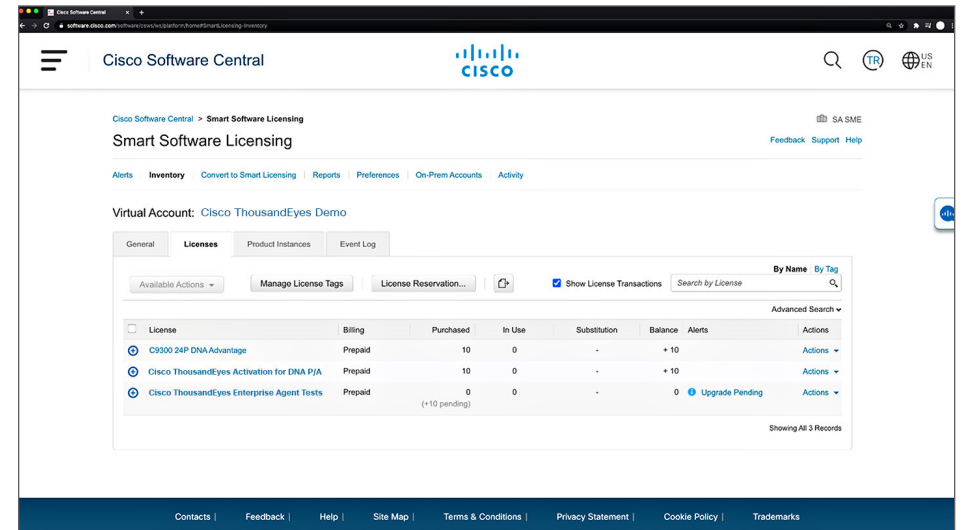 Cisco Software Central
software.cisco.com/software/csws/ws/platform/home#SmartLicensing-Inventory
Cisco Software Central
CISCO
TR
US
EN
Cisco Software Central > Smart Software Licensing
SA SME
Smart Software Licensing
Feedback Support Help
Alerts Inventory Convert to Smart Licensing Reports Preferences On-Prem Accounts Activity
Virtual Account: Cisco ThousandEyes Demo
General Licenses Product Instances Event Log
By Name By Tag
Available Actions Manage License Tags License Reservation... Show License Transactions Search by License
Advanced Search
License Billing Purchased In Use Substitution Balance Alerts Actions
C9300 24P DNA Advantage Prepaid 10 0 - + 10 Actions
Cisco ThousandEyes Activation for DNA P/A Prepaid 10 0 - + 10 Actions
Cisco ThousandEyes Enterprise Agent Tests Prepaid 0 0 - 0 Upgrade Pending Actions
(+10 pending)
Showing All 3 Records
Contacts | Feedback | Help | Site Map | Terms & Conditions | Privacy Statement | Cookie Policy | Trademarks